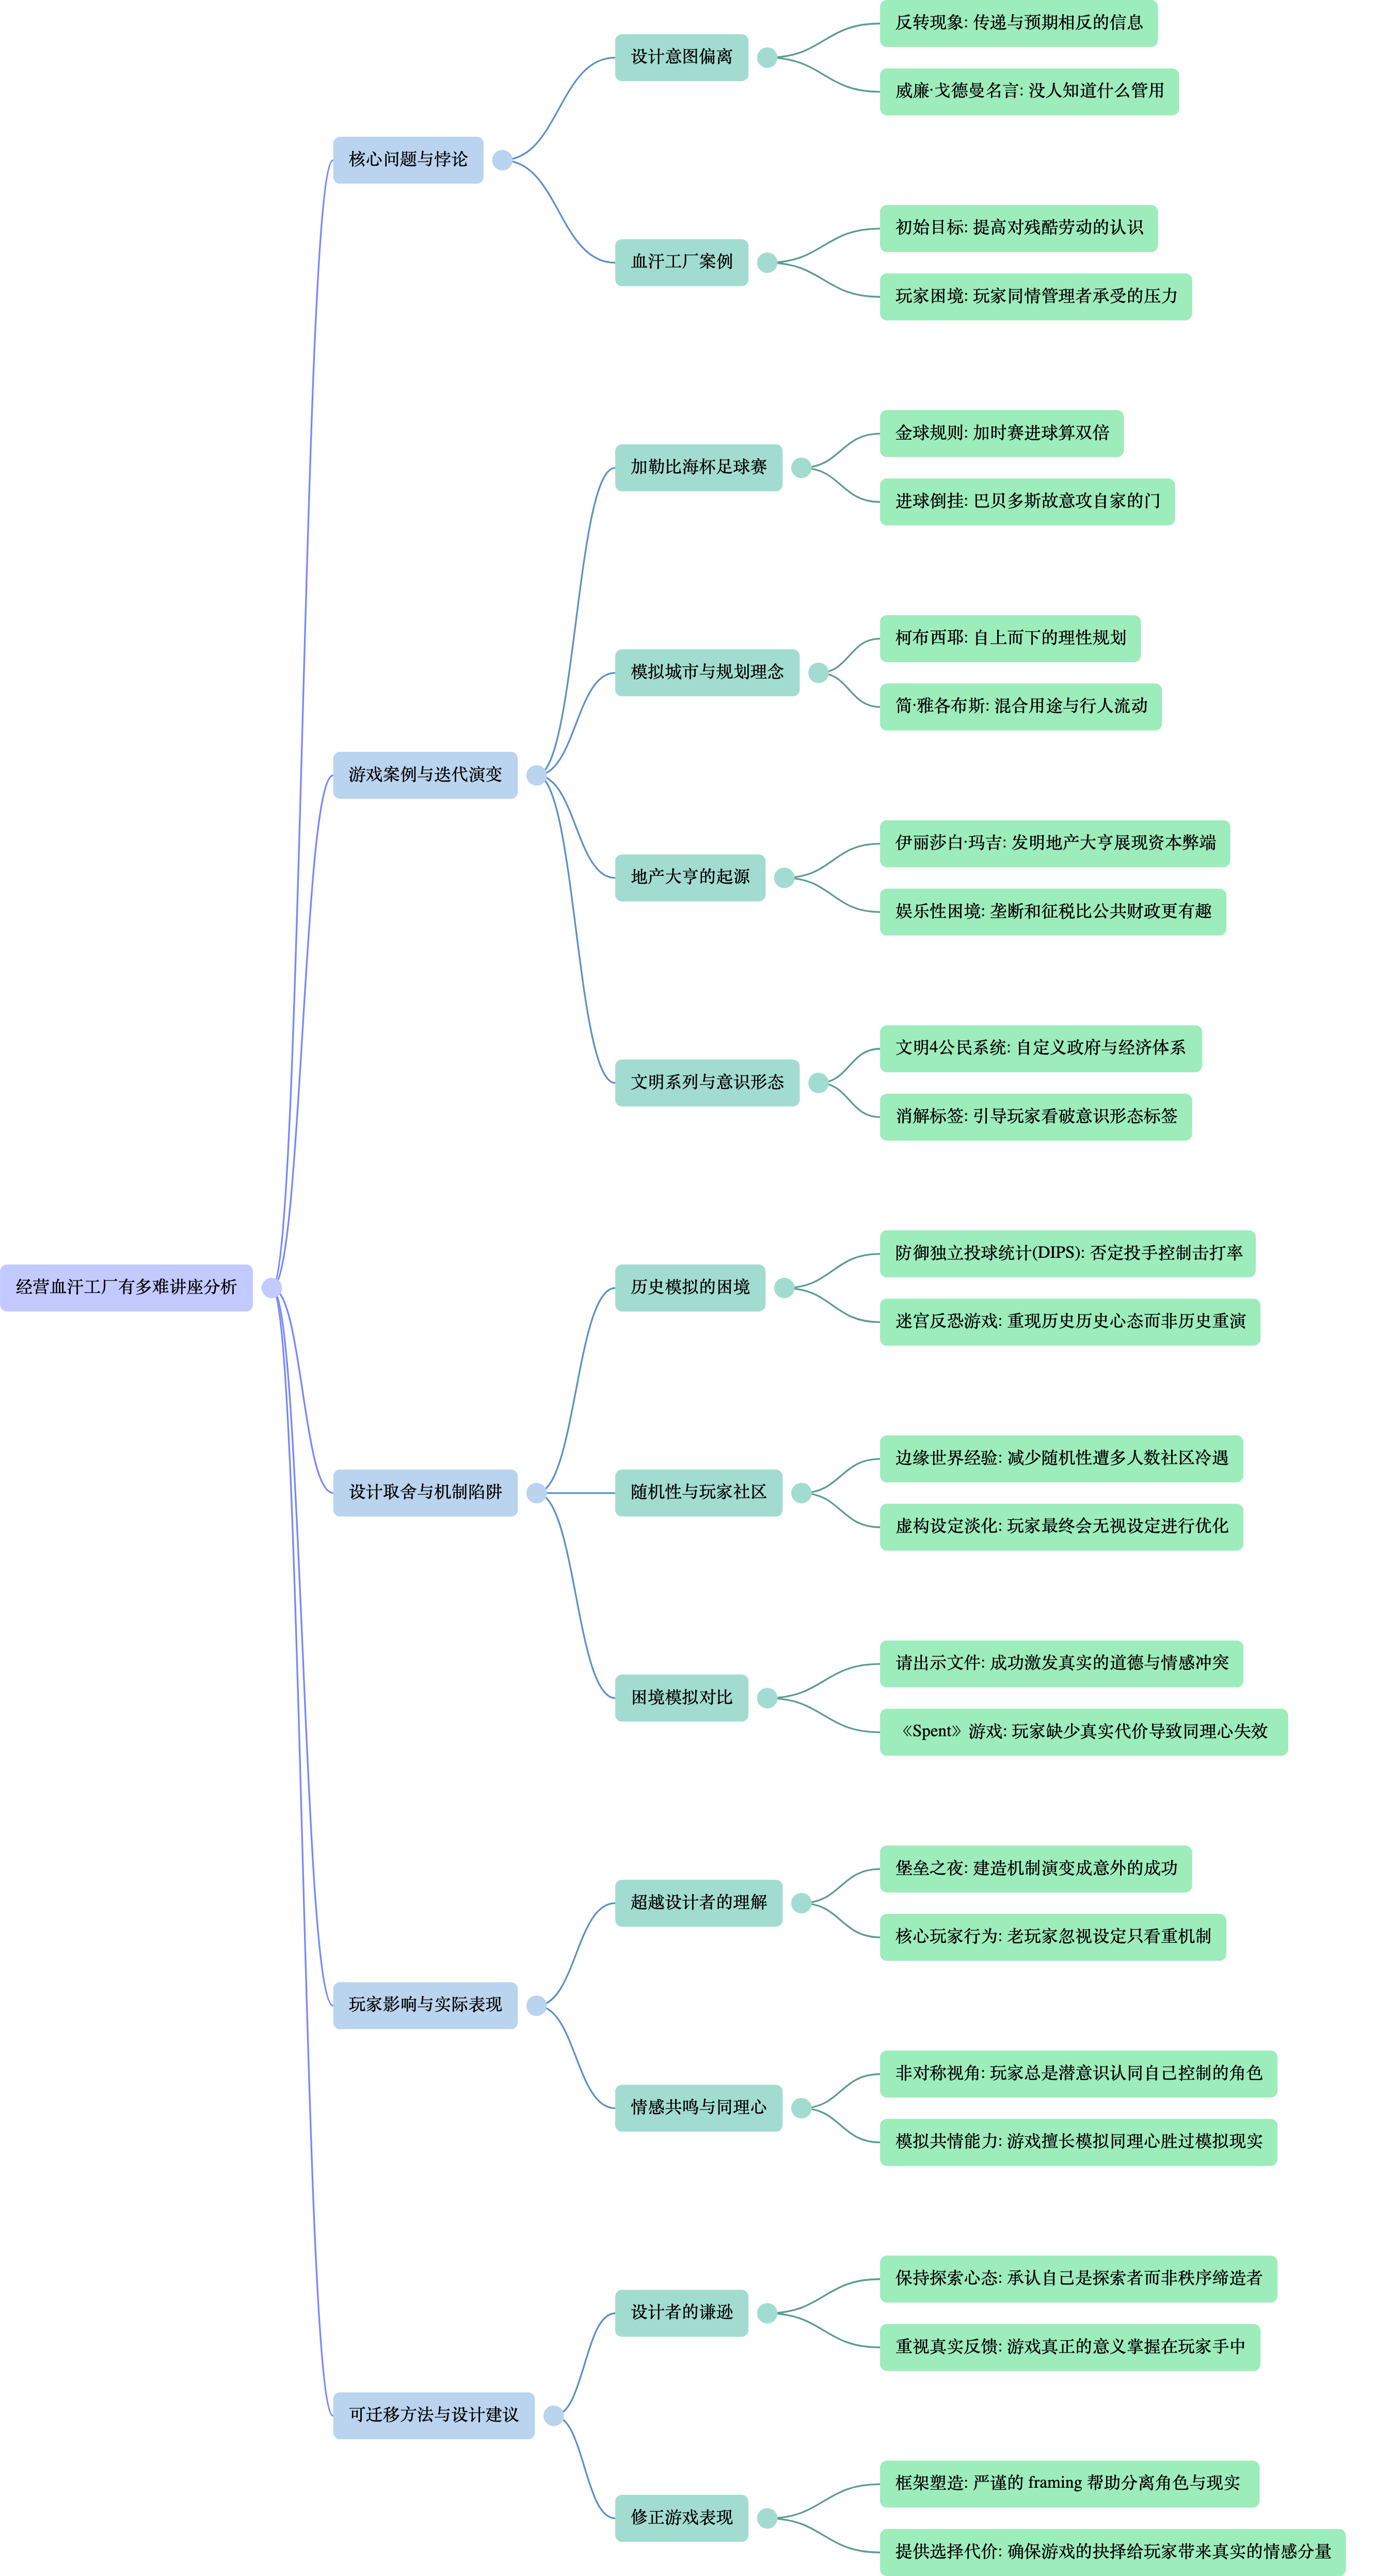 经营血汗工厂有多难讲座分析
核心问题与悖论
设计意图偏离
反转现象: 传递与预期相反的信息
威廉·戈德曼名言: 没人知道什么管用
血汗工厂案例
初始目标: 提高对残酷劳动的认识
玩家困境: 玩家同情管理者承受的压力
游戏案例与迭代演变
加勒比海杯足球赛
金球规则: 加时赛进球算双倍
进球倒挂: 巴贝多斯故意攻自家的门
模拟城市与规划理念
柯布西耶: 自上而下的理性规划
简·雅各布斯: 混合用途与行人流动
地产大亨的起源
伊丽莎白·玛吉: 发明地产大亨展现资本弊端
娱乐性困境: 垄断和征税比公共财政更有趣
文明系列与意识形态
文明4公民系统: 自定义政府与经济体系
消解标签: 引导玩家看破意识形态标签
设计取舍与机制陷阱
历史模拟的困境
防御独立投球统计(DIPS): 否定投手控制击打率
迷宫反恐游戏: 重现历史历史心态而非历史重演
随机性与玩家社区
边缘世界经验: 减少随机性遭多人数社区冷遇
虚构设定淡化: 玩家最终会无视设定进行优化
困境模拟对比
请出示文件: 成功激发真实的道德与情感冲突
《Spent》游戏: 玩家缺少真实代价导致同理心失效
玩家影响与实际表现
超越设计者的理解
堡垒之夜: 建造机制演变成意外的成功
核心玩家行为: 老玩家忽视设定只看重机制
情感共鸣与同理心
非对称视角: 玩家总是潜意识认同自己控制的角色
模拟共情能力: 游戏擅长模拟同理心胜过模拟现实
可迁移方法与设计建议
设计者的谦逊
保持探索心态: 承认自己是探索者而非秩序缔造者
重视真实反馈: 游戏真正的意义掌握在玩家手中
修正游戏表现
框架塑造: 严谨的 framing 帮助分离角色与现实
提供选择代价: 确保游戏的抉择给玩家带来真实的情感分量